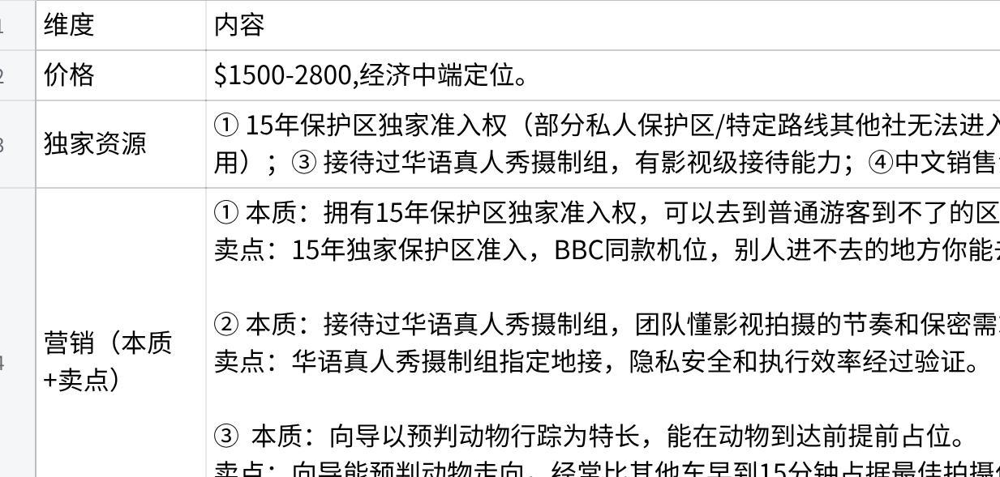 1
维度
内容
2
价格
$1500-2800,经济中端定位。
3
独家资源
① 15年保护区独家准入权（部分私人保护区/特定路线其他社无法进入
用）；③ 接待过华语真人秀摄制组，有影视级接待能力；④中文销售
4
营销（本质
+卖点）
① 本质：拥有15年保护区独家准入权，可以去到普通游客到不了的区
卖点：15年独家保护区准入，BBC同款机位，别人进不去的地方你能去
② 本质：接待过华语真人秀摄制组，团队懂影视拍摄的节奏和保密需
卖点：华语真人秀摄制组指定地接，隐私安全和执行效率经过验证。
③ 本质：向导以预判动物行踪为特长，能在动物到达前提前占位。
卖点：向导能预判动物走向，经常比其他车早到15分钟占据最佳拍摄